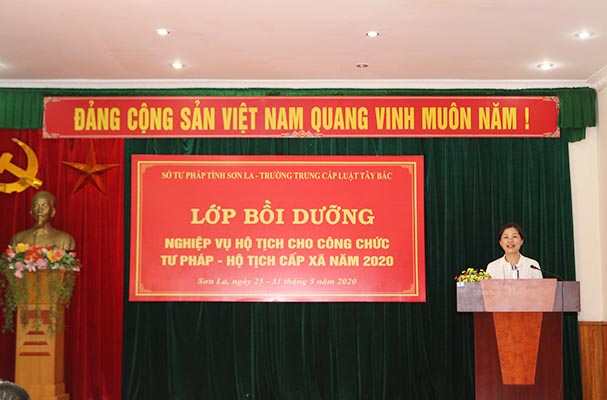 ĐẢNG CỘNG SẢN VIỆT NAM QUANG VINH MUÔN NĂM !
SỞ TƯ PHÁP TỈNH SƠN LA - TRƯỜNG TRUNG CẤP LUẬT TÂY BẮC
LỚP BỒI DƯỠNG
NGHIỆP VỤ HỘ TỊCH CHO CÔNG CHỨC
TƯ PHÁP - HỘ TỊCH CẤP XÃ NĂM 2020
Sơn La, ngày 25 - 31 tháng 5 năm 2020